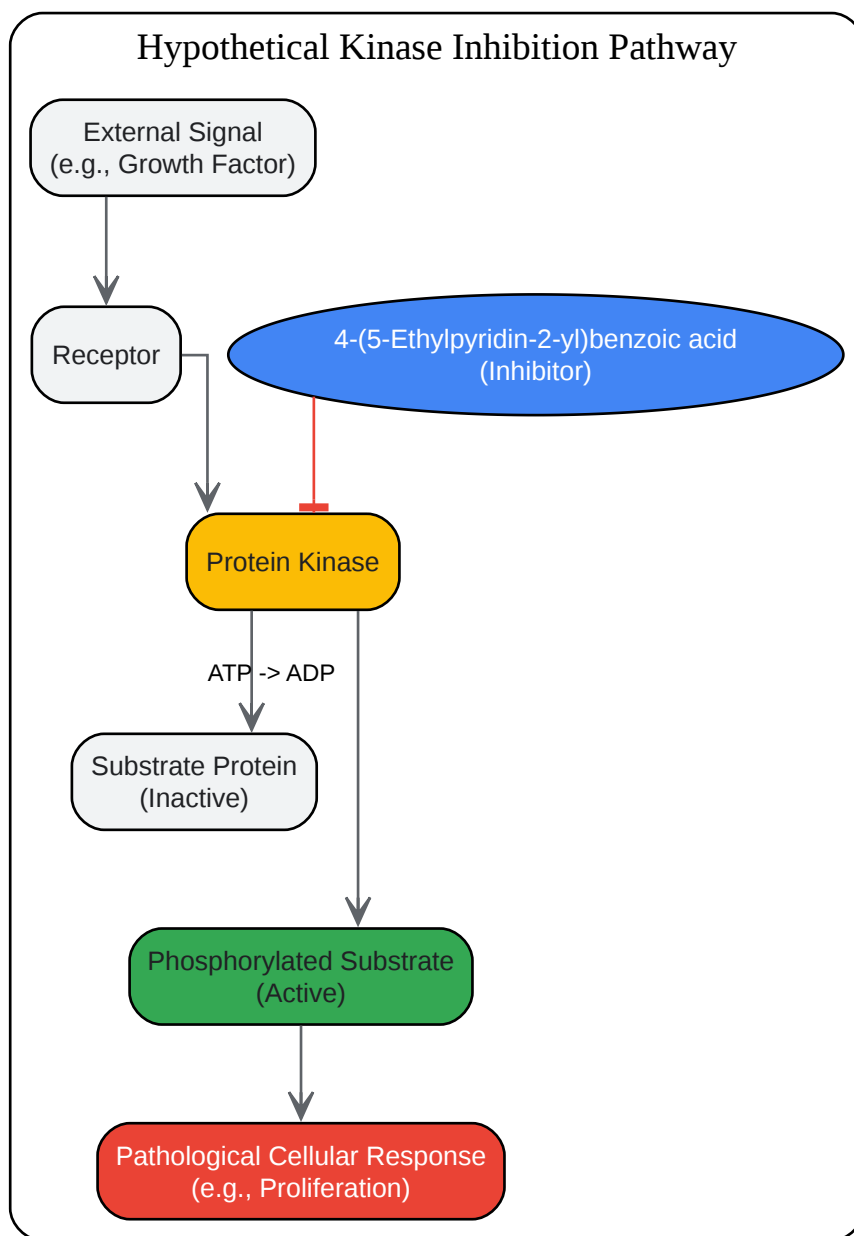 Hypothetical Kinase Inhibition Pathway
External Signal
(e.g., Growth Factor)
Receptor
4-(5-Ethylpyridin-2-yl)benzoic acid
(Inhibitor)
Protein Kinase
ATP -> ADP
Substrate Protein
(Inactive)
Phosphorylated Substrate
(Active)
Pathological Cellular Response
(e.g., Proliferation)